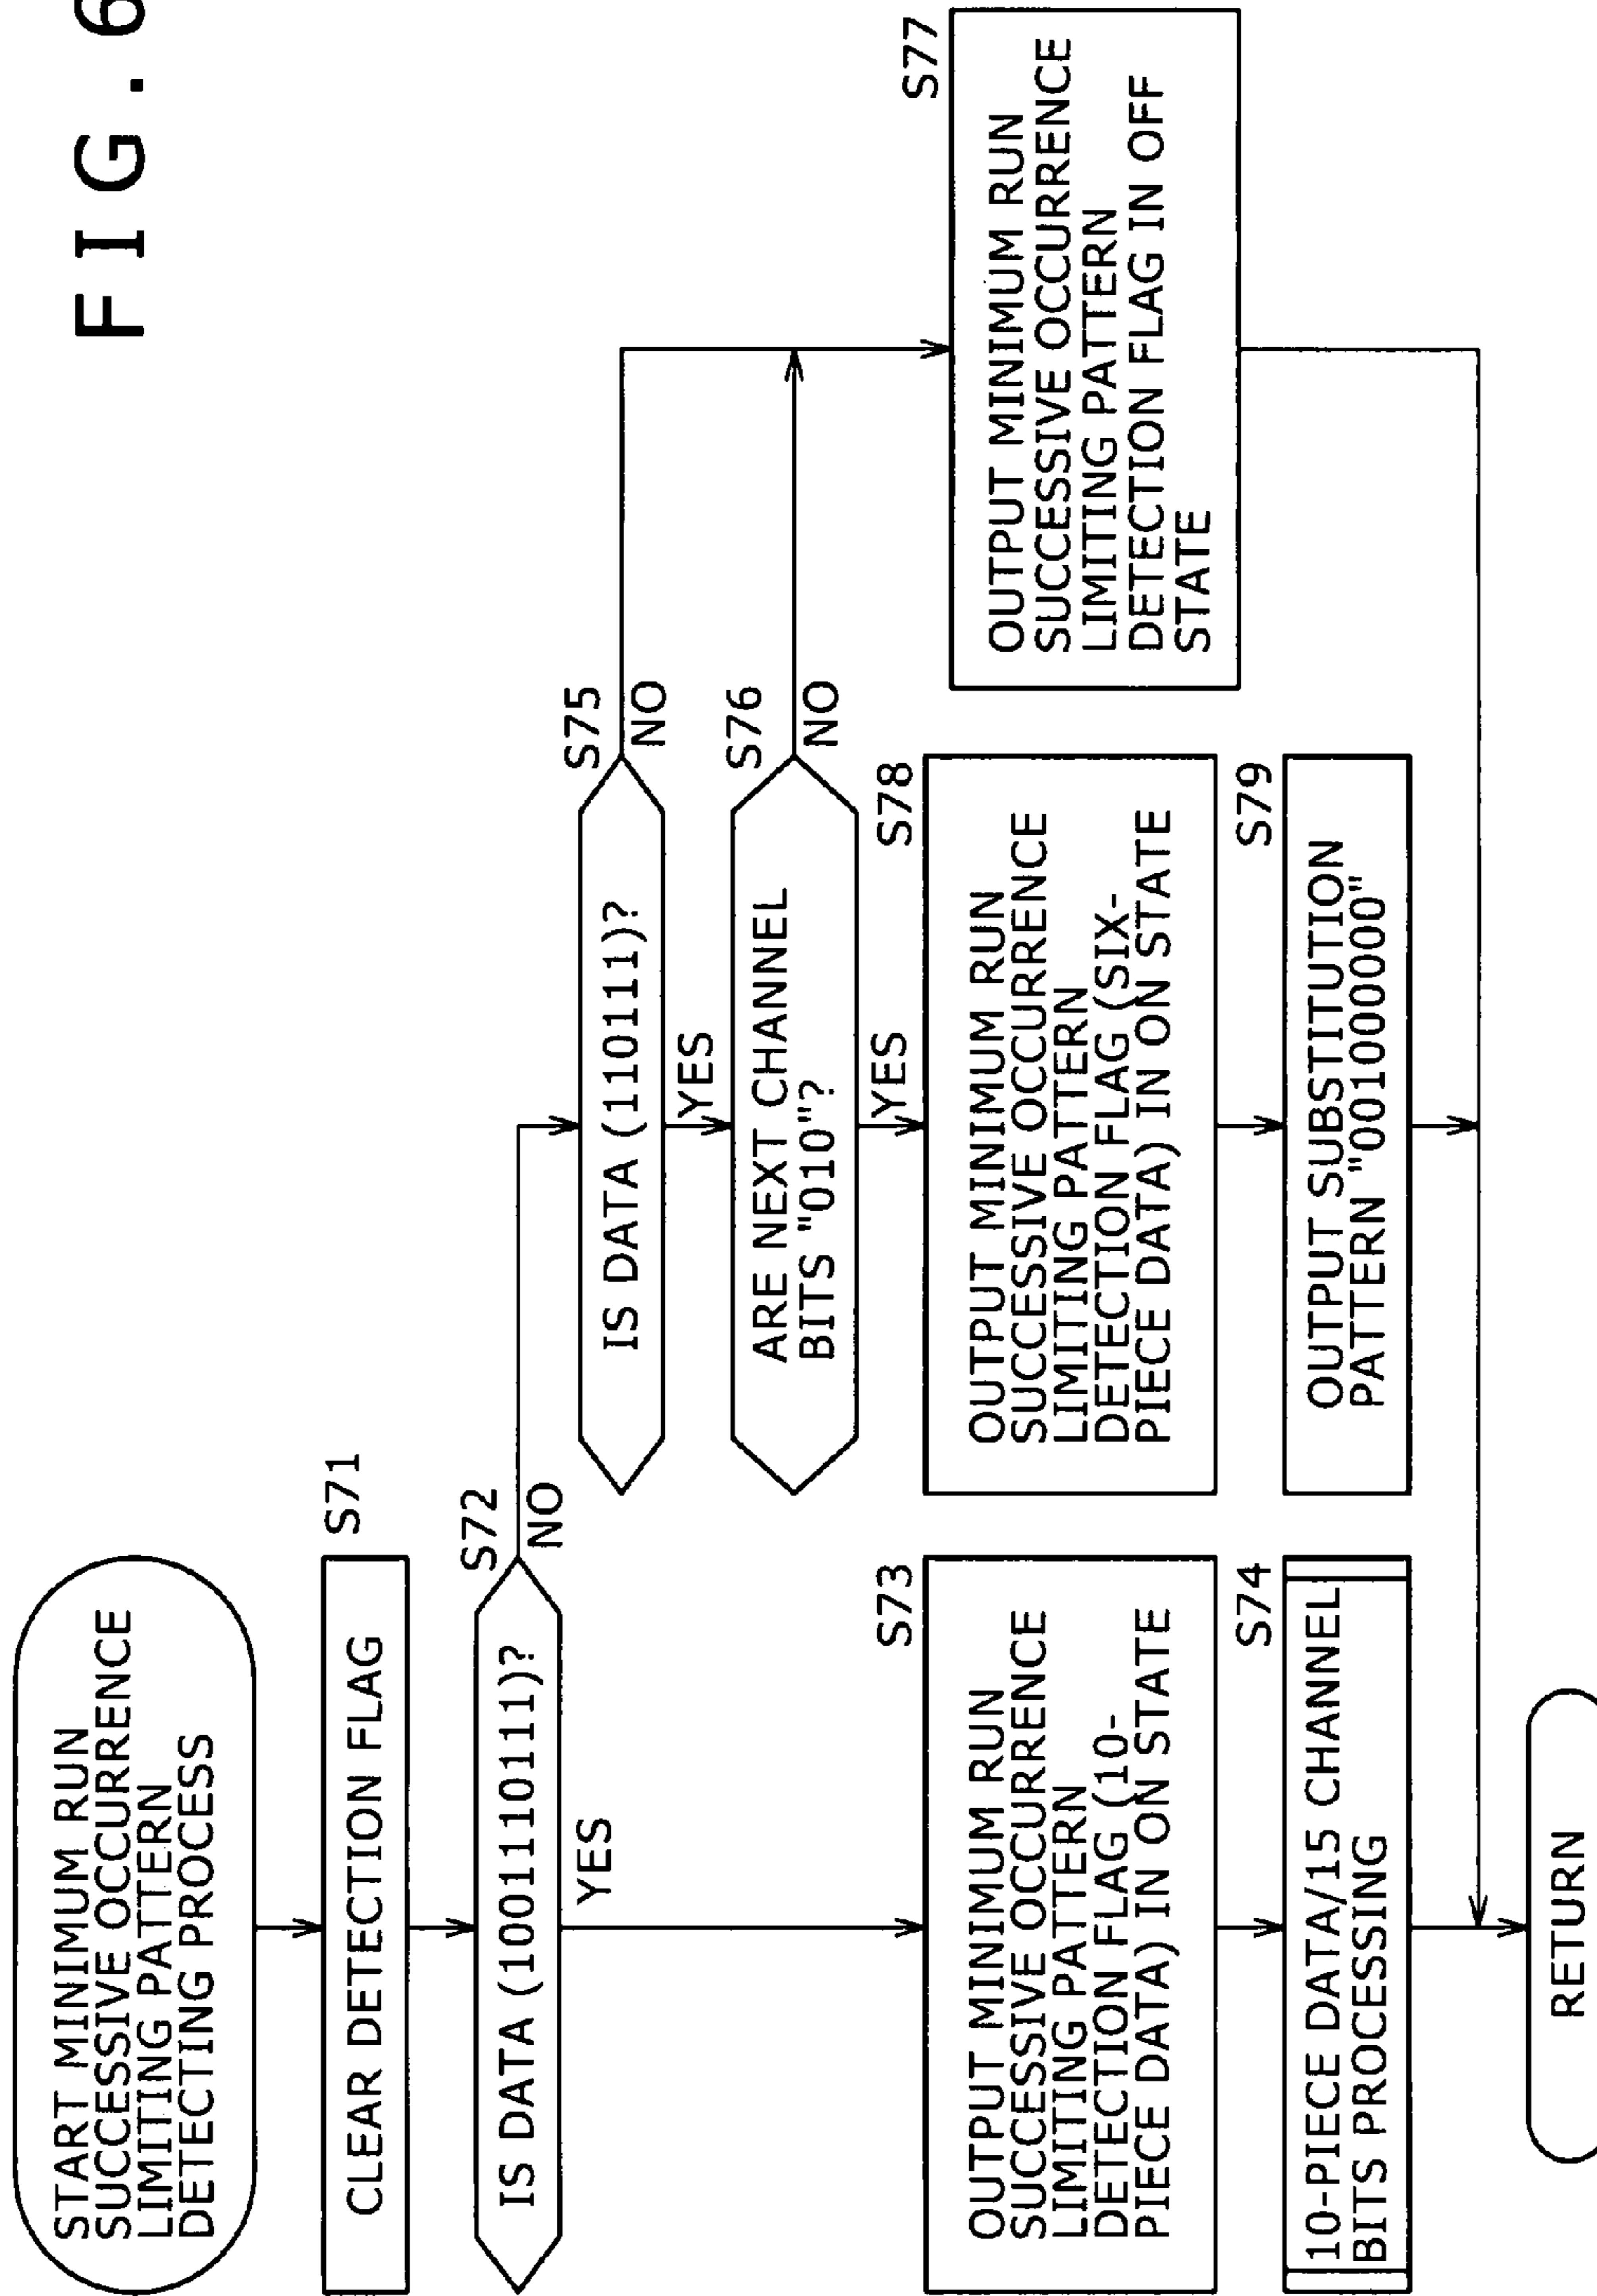 F I G . 6
START MINIMUM RUN
SUCCESSIVE OCCURRENCE
LIMITING PATTERN
DETECTING PROCESS
S71
CLEAR DETECTION FLAG
S72
IS DATA (1001110111)?
NO
YES
S73
OUTPUT MINIMUM RUN
SUCCESSIVE OCCURRENCE
LIMITING PATTERN
DETECTION FLAG (10-
PIECE DATA) IN ON STATE
S74
10-PIECE DATA/15 CHANNEL
BITS PROCESSING
S75
IS DATA (110111)?
NO
YES
S76
ARE NEXT CHANNEL
BITS "010"?
NO
YES
S78
OUTPUT MINIMUM RUN
SUCCESSIVE OCCURRENCE
LIMITING PATTERN
DETECTION FLAG (SIX-
PIECE DATA) IN ON STATE
S79
OUTPUT SUBSTITUTION
PATTERN "001000000"
S77
OUTPUT MINIMUM RUN
SUCCESSIVE OCCURRENCE
LIMITING PATTERN
DETECTION FLAG IN OFF
STATE
RETURN